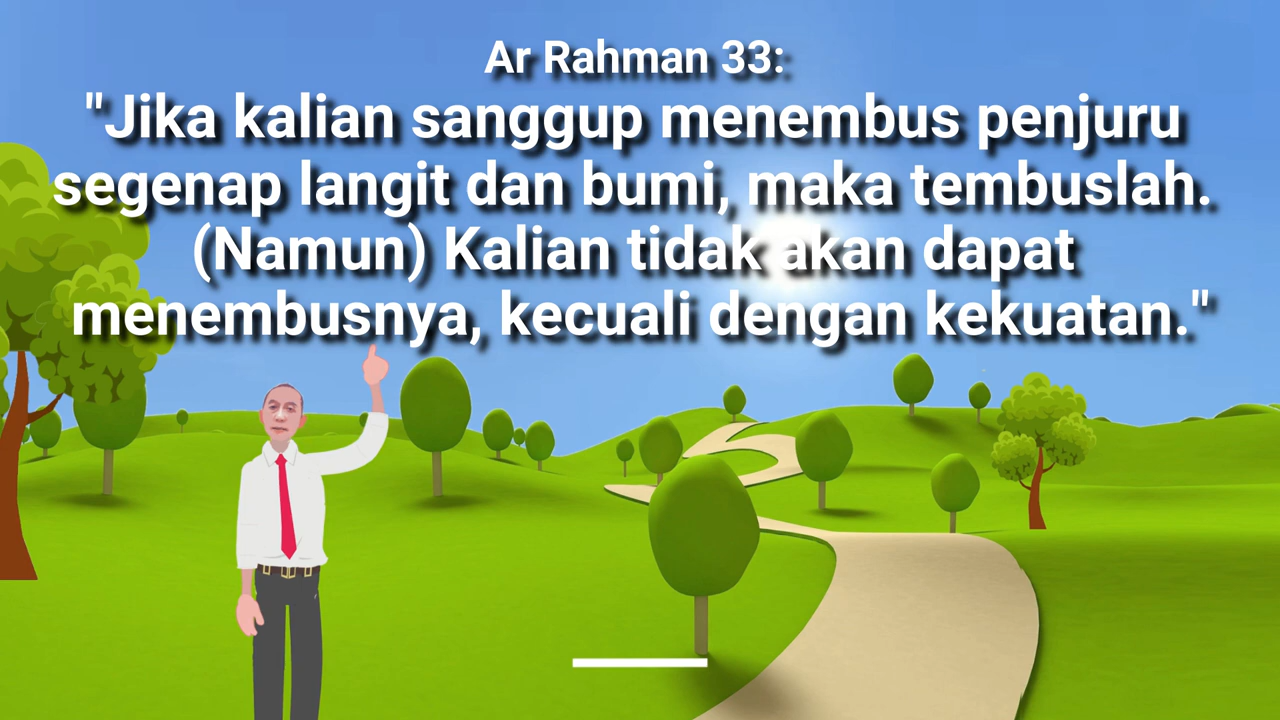 Ar Rahman 33:
"Jika kalian sanggup menembus penjuru
segenap langit dan bumi, maka tembuslah.
(Namun) Kalian tidak akan dapat
menembusnya, kecuali dengan kekuatan."